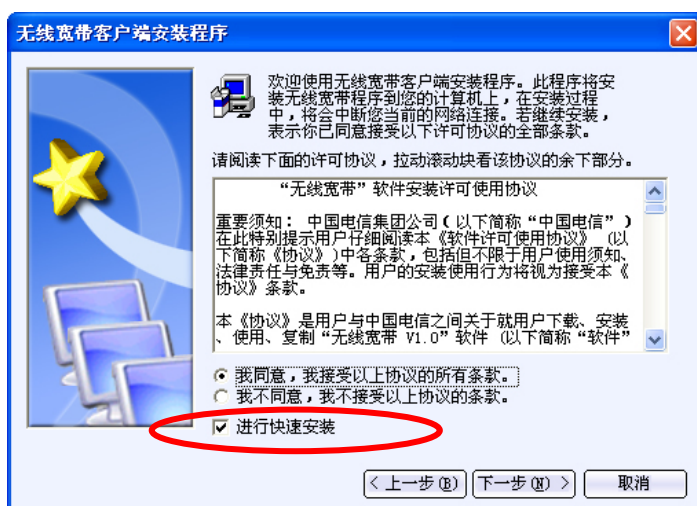 无线宽带客户端安装程序
欢迎使用无线宽带客户端安装程序。此程序将安
装无线宽带程序到您的计算机上，在安装过程
中，将会中断您当前的网络连接。若继续安装，
表示你已同意接受以下许可协议的全部条款。
请阅读下面的许可协议，拉动滚动块看该协议的余下部分。
“无线宽带”软件安装许可使用协议
重要须知： 中国电信集团公司（以下简称“中国电信”）
在此特别提示用户仔细阅读本《软件许可使用协议》（以
下简称《协议》）中各条款，包括但不限于用户使用须知、
法律责任与免责等。用户的安装使用行为将视为接受本《
协议》条款。
本《协议》是用户与中国电信之间关于就用户下载、安装
、使用、复制“无线宽带 V1.0”软件（以下简称“软件”
我同意，我接受以上协议的所有条款。
我不同意，我不接受以上协议的条款。
进行快速安装
< 上一步(B)
下一步(N) >
取消